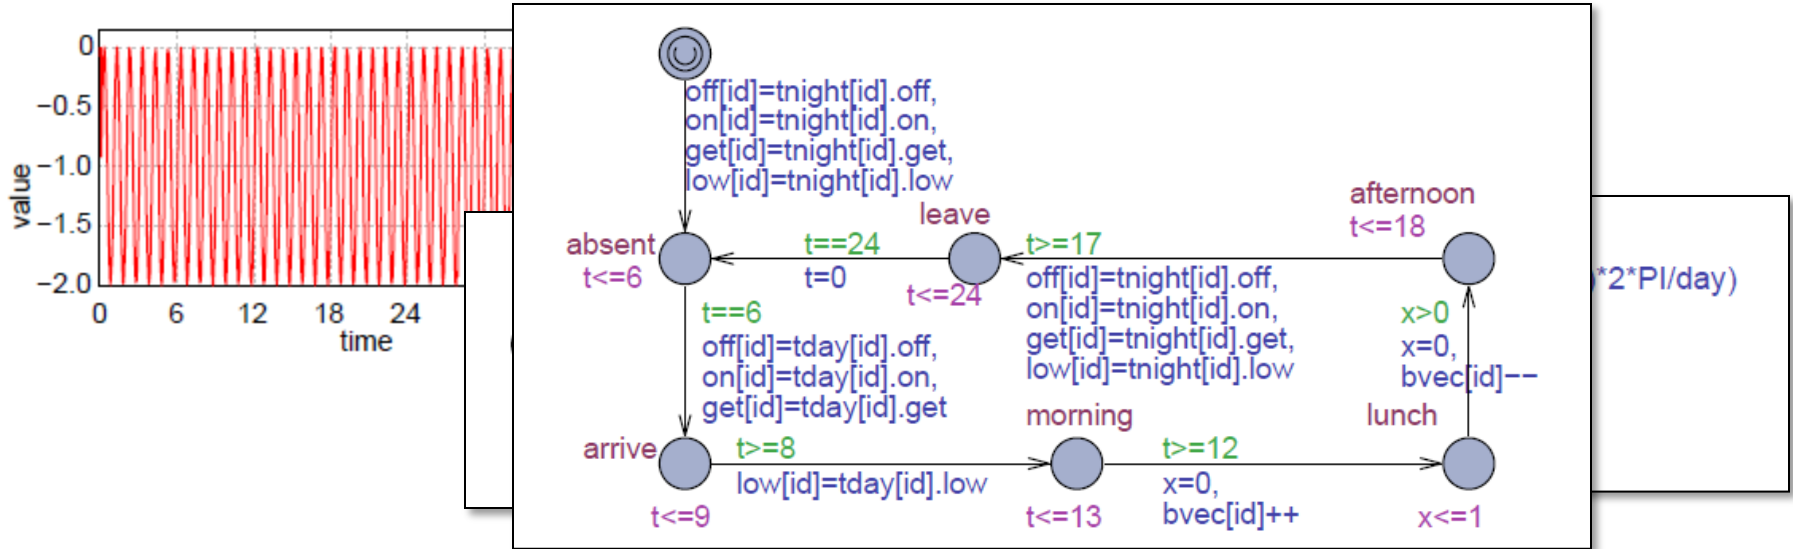 0
−0.5
−1.0
−1.5
−2.0
value
0 6 12 18 24
time
off[id]=tnight[id].off,
on[id]=tnight[id].on,
get[id]=tnight[id].get,
low[id]=tnight[id].low
absent
t<=6
t==24
t=0
leave
t<=24
t>=17
off[id]=tnight[id].off,
on[id]=tnight[id].on,
get[id]=tnight[id].get,
low[id]=tnight[id].low
afternoon
t<=18
t==6
off[id]=tday[id].off,
on[id]=tday[id].on,
get[id]=tday[id].get
x>0
x=0,
bvec[id]−−
arrive
t<=9
t>=8
low[id]=tday[id].low
morning
t<=13
t>=12
x=0,
bvec[id]++
lunch
x<=1
)*2*PI/day)